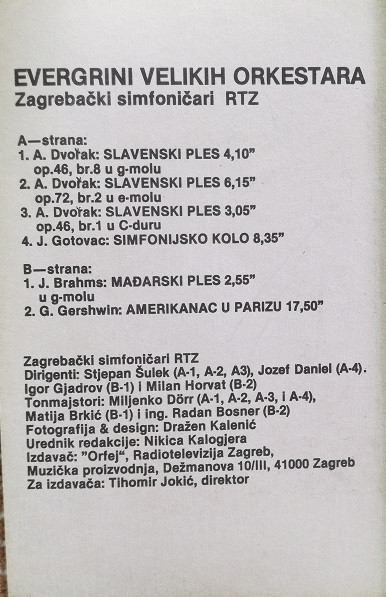 EVERGRINI VELIKIH ORKESTARA
Zagrebački simfoničari RTZ
A—strana:
1. A. Dvořak: SLAVENSKI PLES 4,10”
op.46, br.8 u g-molu
2. A. Dvořak: SLAVENSKI PLES 6,15”
op.72, br.2 u e-molu
3. A. Dvořak: SLAVENSKI PLES 3,05”
op.46, br.1 u C-duru
4. J. Gotovac: SIMFONIJSKO KOLO 8,35”
B—strana:
1. J. Brahms: MAĐARSKI PLES 2,55”
u g-molu
2. G. Gershwin: AMERIKANAC U PARIZU 17,50”
Zagrebački simfoničari RTZ
Dirigenti: Stjepan Šulek (A-1, A-2, A3), Jozef Daniel (A-4).
Igor Gjadrov (B-1) i Milan Horvat (B-2)
Tonmajstori: Miljenko Dörr (A-1, A-2, A-3, i A-4),
Matija Brkić (B-1) i ing. Radan Bosner (B-2)
Fotografija & design: Dražen Kalenić
Urednik redakcije: Nikica Kalogjera
Izdavač: ”Orfej”, Radiotelevizija Zagreb,
Muzička proizvodnja, Dežmanova 10/III, 41000 Zagreb
Za izdavača: Tihomir Jokić, direktor